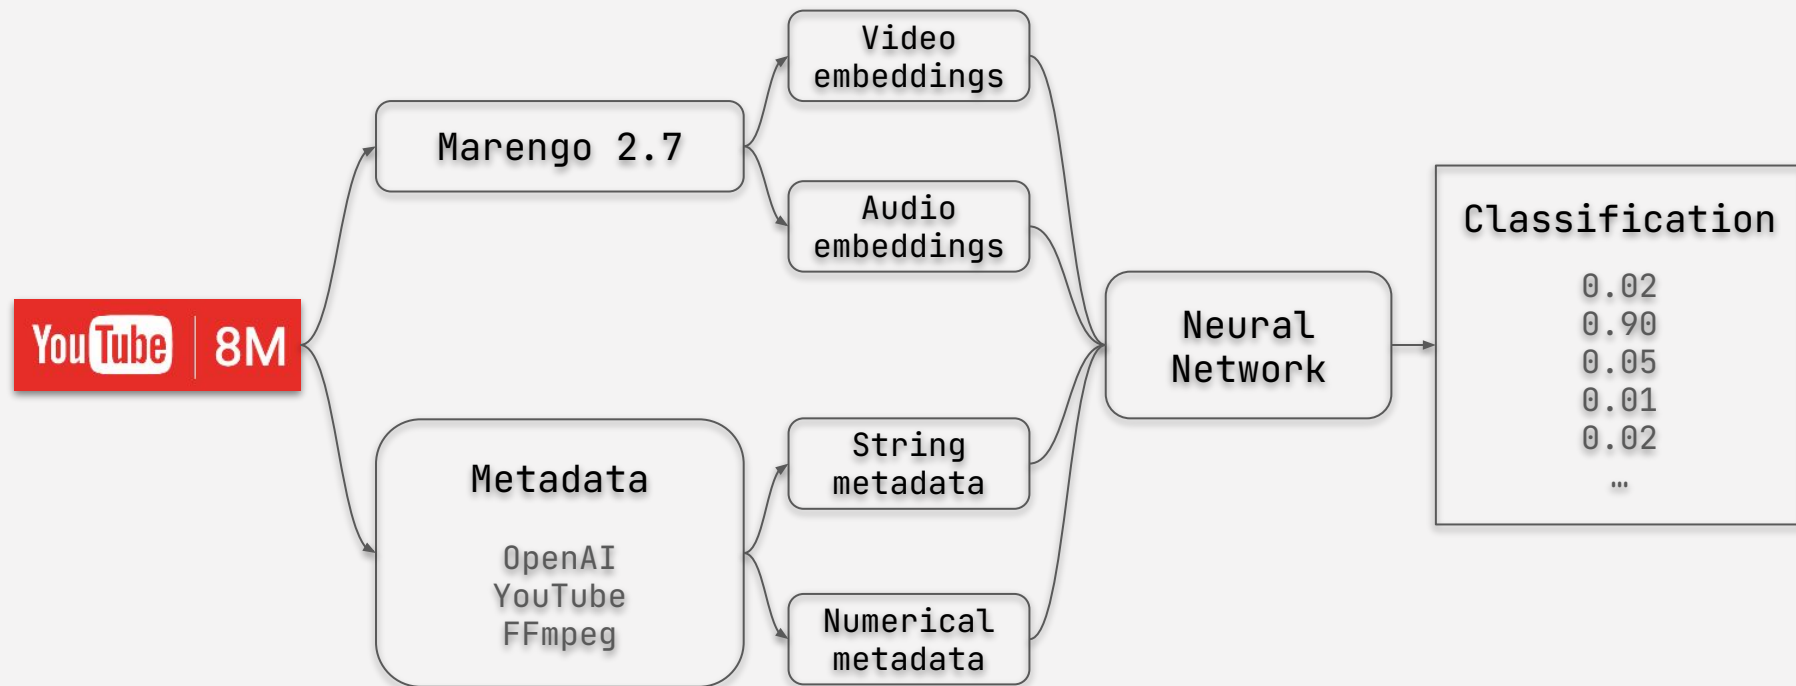 Video
embeddings
Marengo 2.7
Audio
embeddings
YouTube | 8M
Neural
Network
Classification
0.02
0.90
0.05
0.01
0.02
…
Metadata
OpenAI
YouTube
FFmpeg
String
metadata
Numerical
metadata